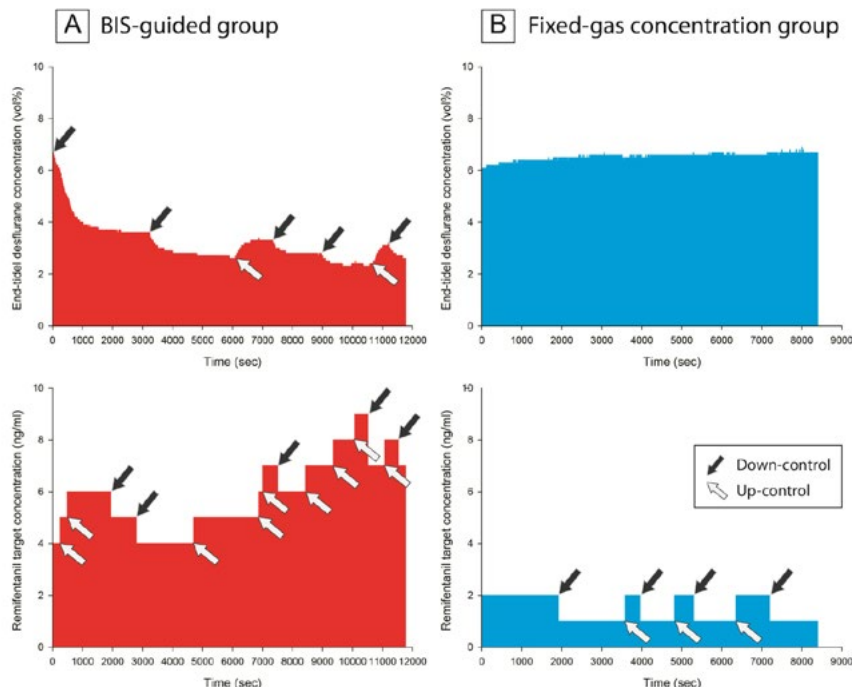 A BIS-guided group
B Fixed-gas concentration group
End-tidel desflurane concentration (vol%)
10
8
6
4
2
0
0 1000 2000 3000 4000 5000 6000 7000 8000 9000 10000 11000 12000
Time (sec)
End-tidel desflurane concentration (vol%)
10
8
6
4
2
0
0 1000 2000 3000 4000 5000 6000 7000 8000 9000
Time (sec)
Remifentanil target concentration (ng/ml)
10
8
6
4
2
0
0 1000 2000 3000 4000 5000 6000 7000 8000 9000 10000 11000 12000
Time (sec)
Remifentanil target concentration (ng/ml)
10
8
6
4
2
0
0 1000 2000 3000 4000 5000 6000 7000 8000 9000
Time (sec)
Down-control
Up-control